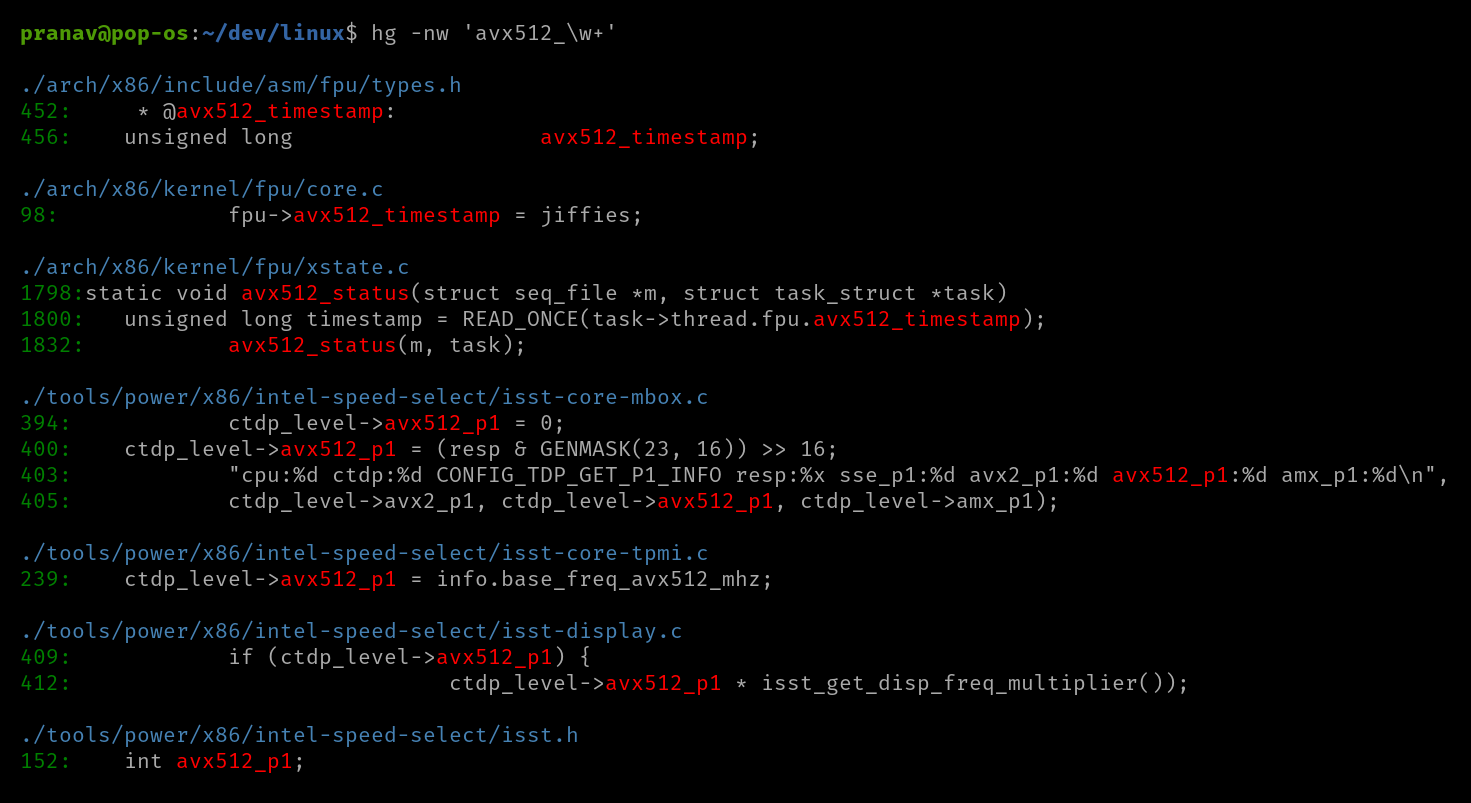 pranav@pop-os:~/dev/linux$ hg -nw 'avx512_\w+'

./arch/x86/include/asm/fpu/types.h
452:     * @avx512_timestamp:
456:    unsigned long                   avx512_timestamp;

./arch/x86/kernel/fpu/core.c
98:             fpu->avx512_timestamp = jiffies;

./arch/x86/kernel/fpu/xstate.c
1798:static void avx512_status(struct seq_file *m, struct task_struct *task)
1800:   unsigned long timestamp = READ_ONCE(task->thread.fpu.avx512_timestamp);
1832:           avx512_status(m, task);

./tools/power/x86/intel-speed-select/isst-core-mbox.c
394:            ctdp_level->avx512_p1 = 0;
400:    ctdp_level->avx512_p1 = (resp & GENMASK(23, 16)) >> 16;
403:            "cpu:%d ctdp:%d CONFIG_TDP_GET_P1_INFO resp:%x sse_p1:%d avx2_p1:%d avx512_p1:%d amx_p1:%d\n",
405:            ctdp_level->avx2_p1, ctdp_level->avx512_p1, ctdp_level->amx_p1);

./tools/power/x86/intel-speed-select/isst-core-tpmi.c
239:    ctdp_level->avx512_p1 = info.base_freq_avx512_mhz;

./tools/power/x86/intel-speed-select/isst-display.c
409:            if (ctdp_level->avx512_p1) {
412:                             ctdp_level->avx512_p1 * isst_get_disp_freq_multiplier());

./tools/power/x86/intel-speed-select/isst.h
152:    int avx512_p1;